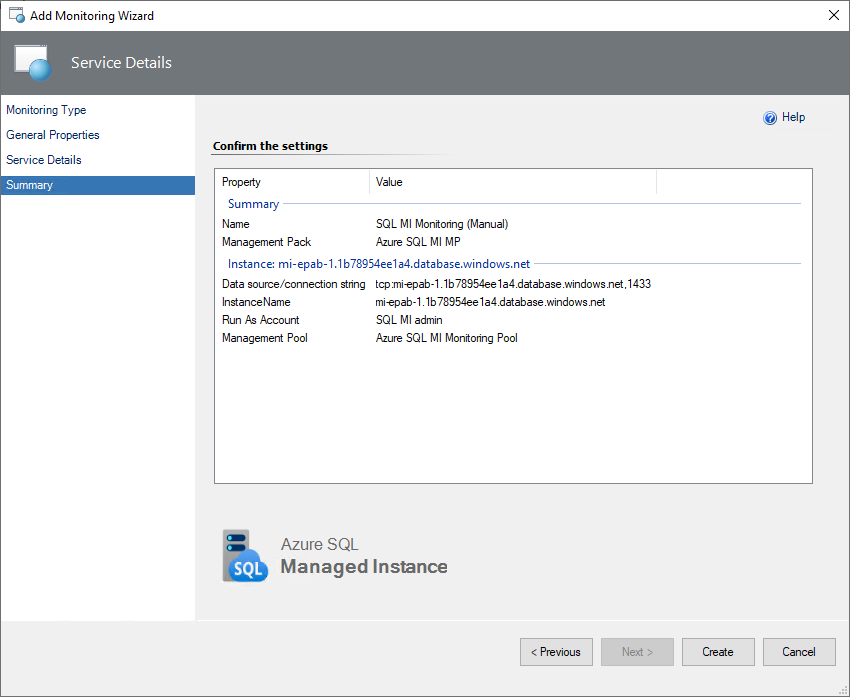 Add Monitoring Wizard
Service Details
Monitoring Type
General Properties
Service Details
Summary
Help
Confirm the settings
Property Value
Summary
Name SQL MI Monitoring (Manual)
Management Pack Azure SQL MI MP
Instance: mi-epab-1.1b78954ee1a4.database.windows.net
Data source/connection string tcp:mi-epab-1.1b78954ee1a4.database.windows.net,1433
InstanceName mi-epab-1.1b78954ee1a4.database.windows.net
Run As Account SQL MI admin
Management Pool Azure SQL MI Monitoring Pool
SQL
Azure SQL
Managed Instance
< Previous Next > Create Cancel